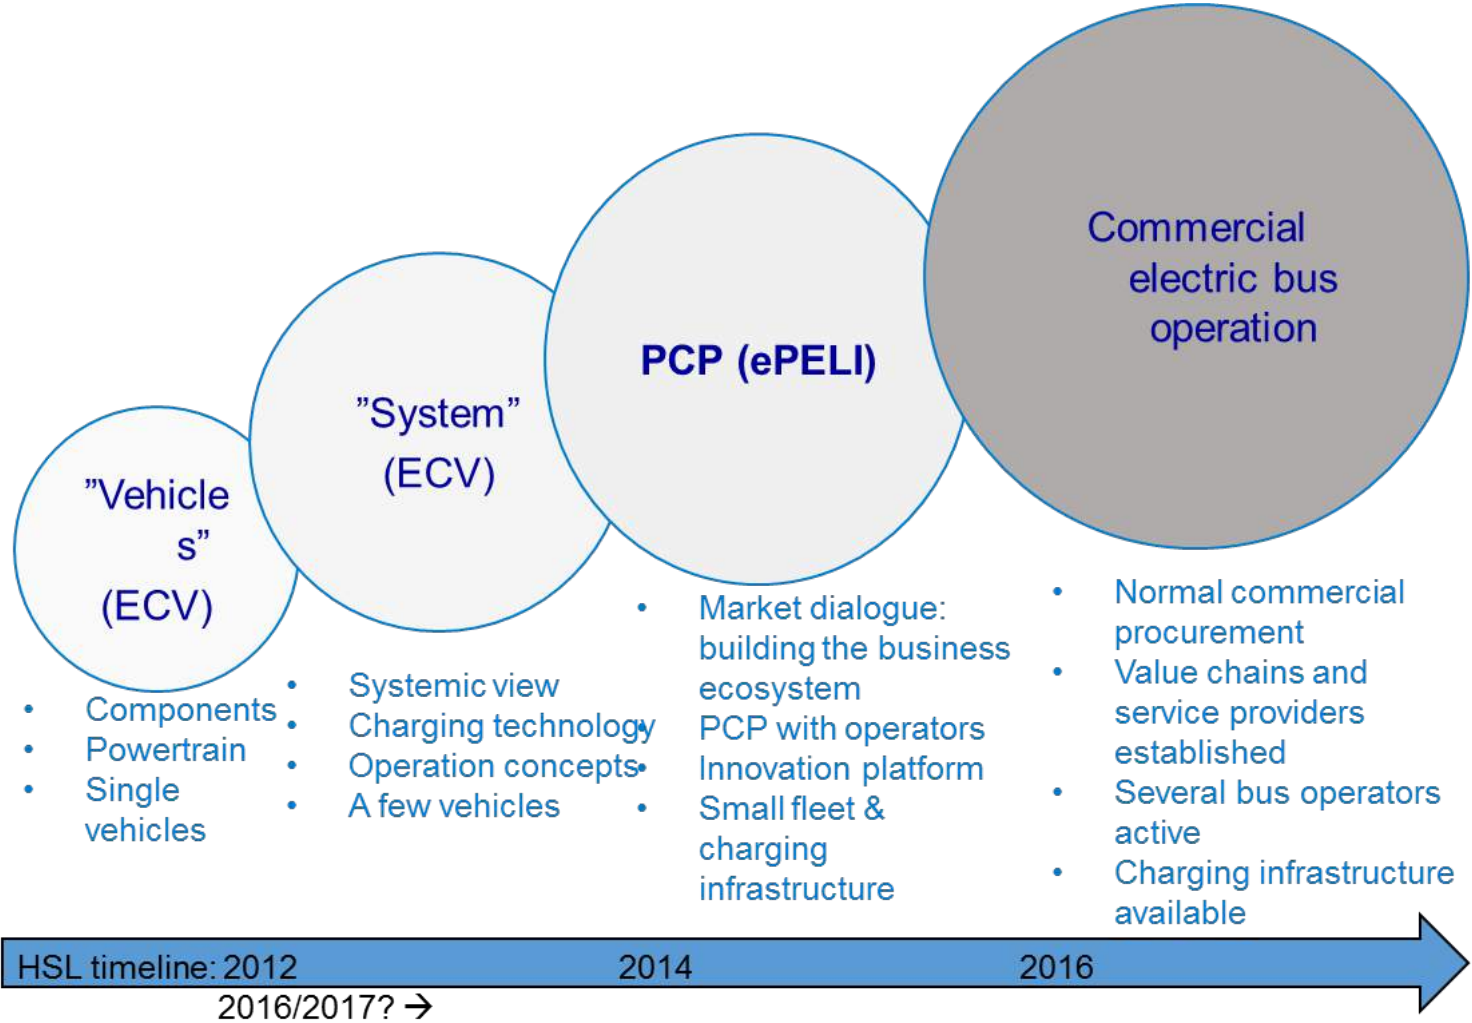 ”Vehicle
s”
(ECV)
”System”
(ECV)
PCP (ePELI)
Commercial
electric bus
operation
• Components
• Powertrain
• Single
vehicles
• Systemic view
• Charging technology
• Operation concepts
• A few vehicles
• Market dialogue:
building the business
ecosystem
• PCP with operators
• Innovation platform
• Small fleet &
charging
infrastructure
• Normal commercial
procurement
• Value chains and
service providers
established
• Several bus operators
active
• Charging infrastructure
available
HSL timeline: 2012 2014 2016
2016/2017? →